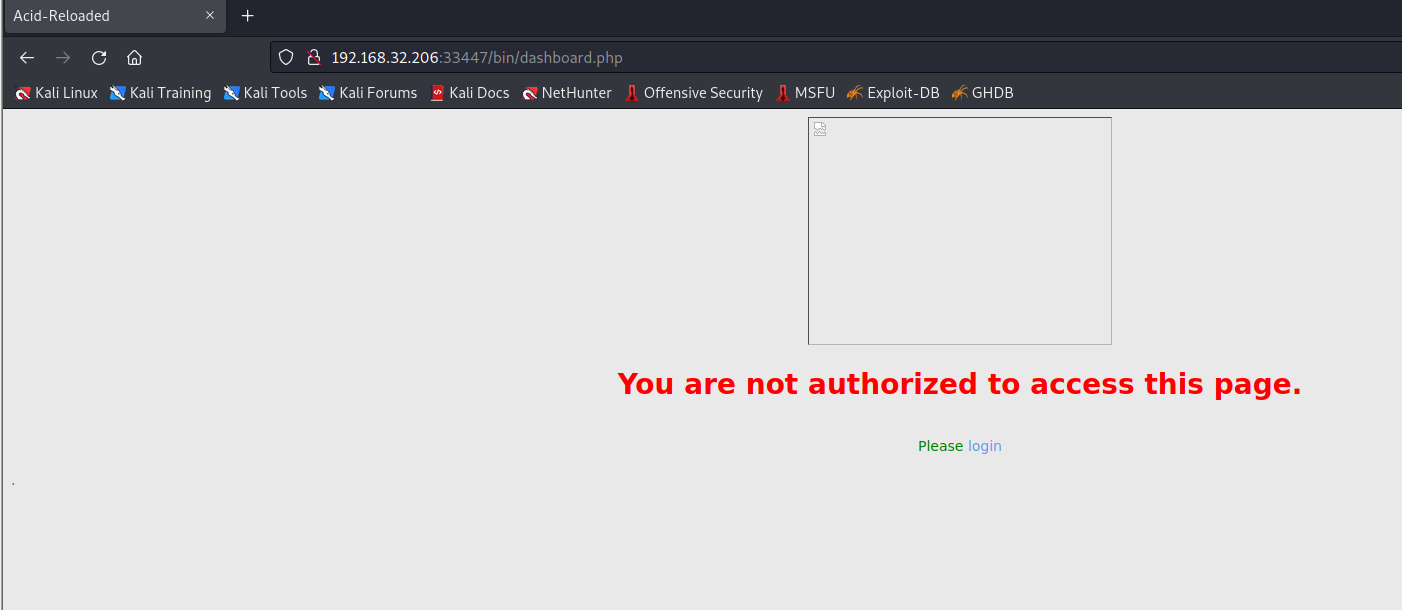 Acid-Reloaded
192.168.32.206:33447/bin/dashboard.php
Kali Linux Kali Training Kali Tools Kali Forums Kali Docs NetHunter Offensive Security MSFU Exploit-DB GHDB
You are not authorized to access this page.
Please login
.